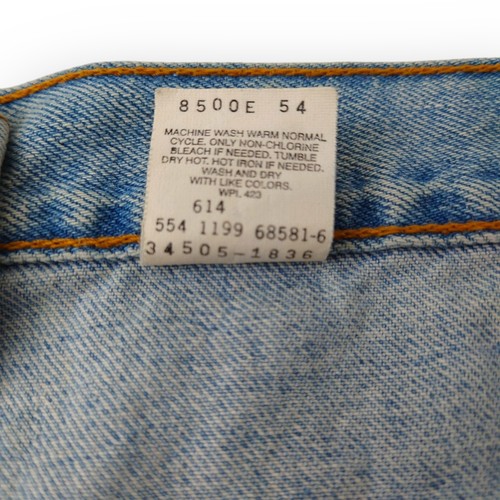 8500E 54
MACHINE WASH WARM NORMAL
CYCLE. ONLY NON-CHLORINE
BLEACH IF NEEDED. TUMBLE
DRY HOT. HOT IRON IF NEEDED.
WASH AND DRY
WITH LIKE COLORS.
WPL 423
614
554 1199 68581-6
34505-1836